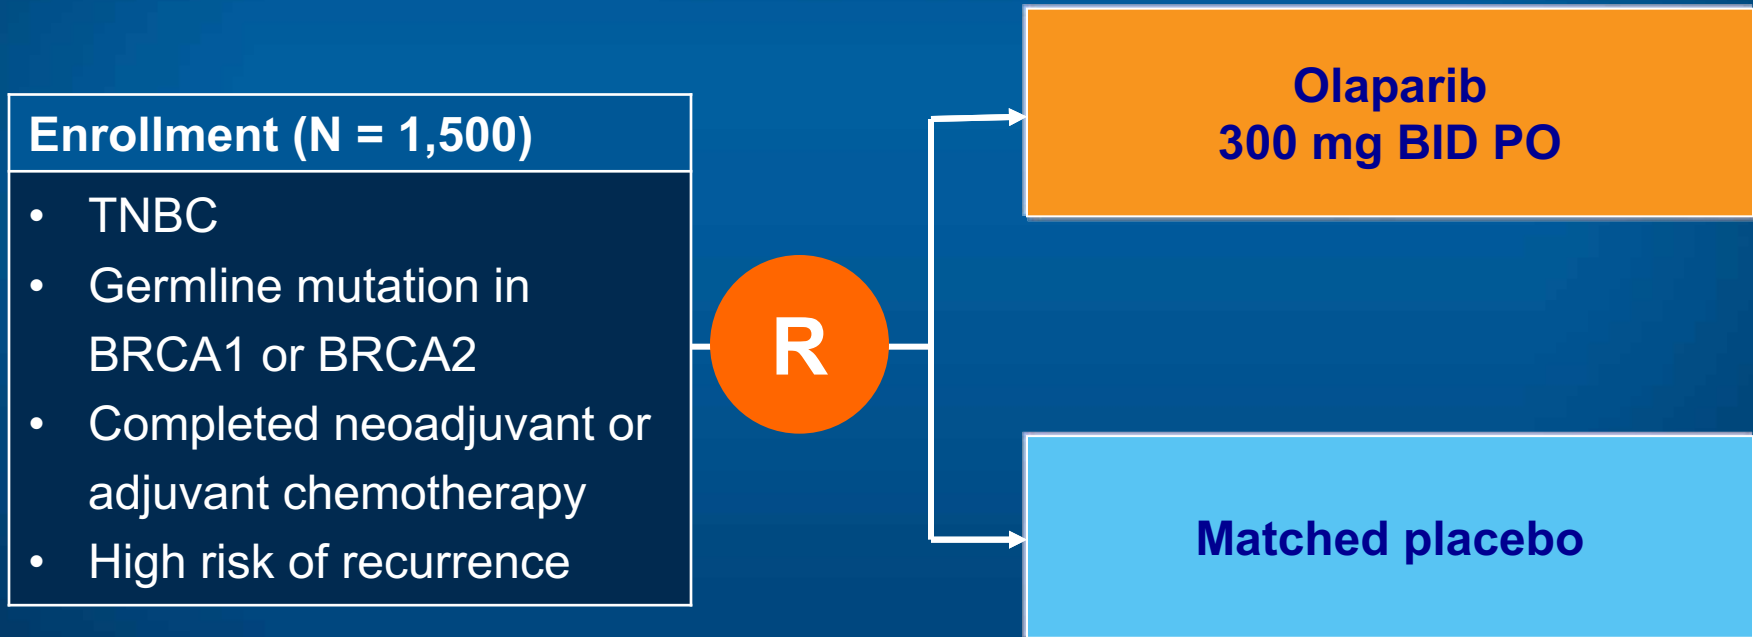 Enrollment (N = 1,500)
• TNBC
• Germline mutation in
BRCA1 or BRCA2
• Completed neoadjuvant or
adjuvant chemotherapy
• High risk of recurrence
R
Olaparib
300 mg BID PO
Matched placebo